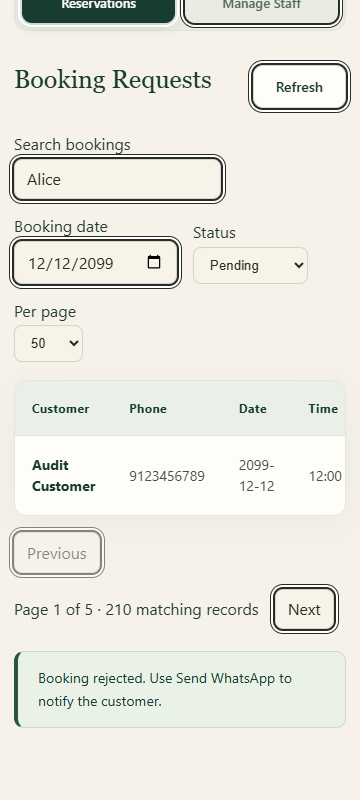 Reservations Manage Staff
Booking Requests Refresh
Search bookings
Alice
Booking date Status
12/12/2099 Pending
Per page
50
Customer Phone Date Time
Audit Customer 9123456789 2099-12-12 12:00
Previous
Page 1 of 5 · 210 matching records Next
Booking rejected. Use Send WhatsApp to
notify the customer.